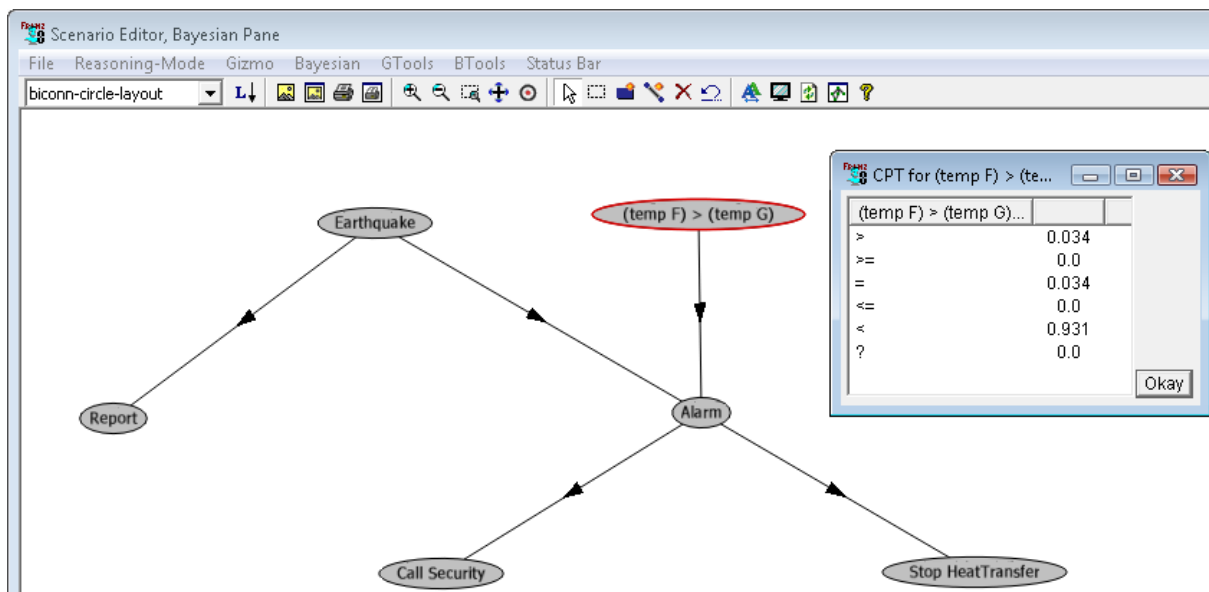 Scenario Editor, Bayesian Pane
File Reasoning-Mode Gizmo Bayesian GTools BTools Status Bar
biconn-circle-layout L
Earthquake
(temp F) > (temp G)
Report
Alarm
Call Security
Stop HeatTransfer
FRANZ CPT for (temp F) > (te...
(temp F) > (temp G)...
> 0.034
>= 0.0
= 0.034
<= 0.0
< 0.931
? 0.0
Okay